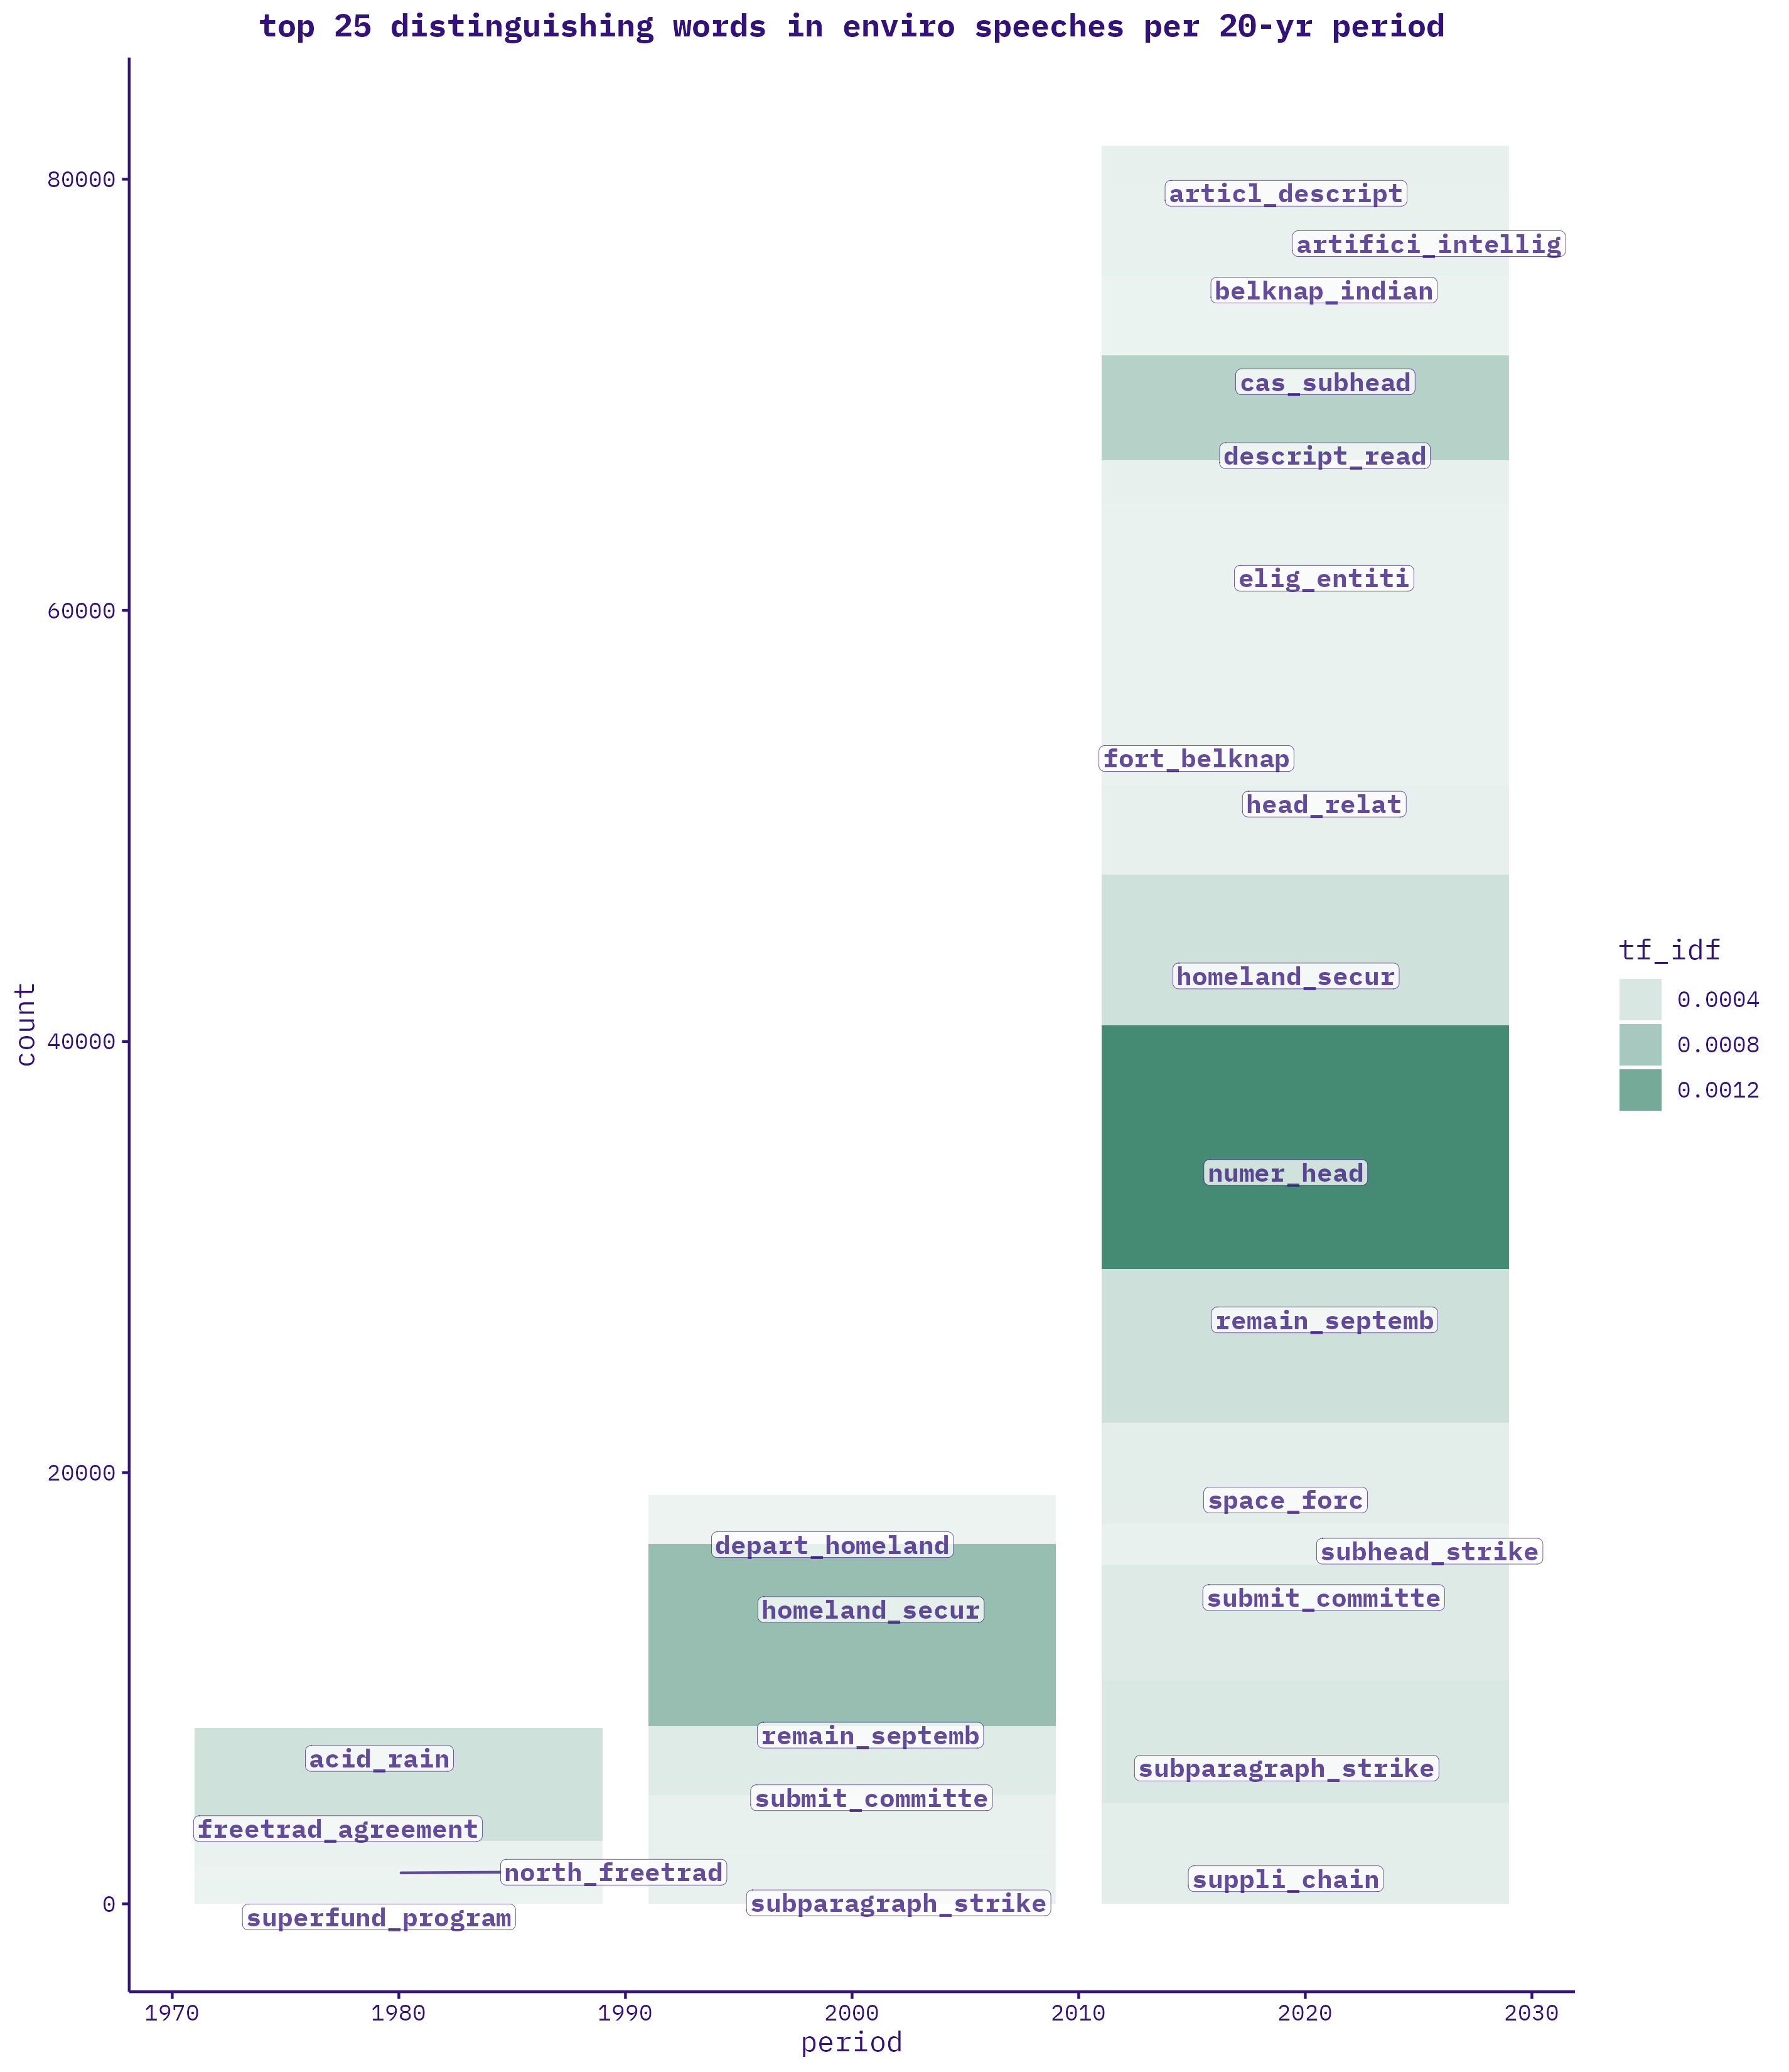 top 25 distinguishing words in enviro speeches per 20-yr period
80000
articl_descript
artifici_intellig
belknap_indian
cas_subhead
descript_read
60000
elig_entiti
fort_belknap
head_relat
homeland_secur
tf_idf
0.0004
0.0008
0.0012
count
40000
numer_head
remain_septemb
20000
space_forc
depart_homeland
subhead_strike
homeland_secur
submit_committe
remain_septemb
acid_rain
subparagraph_strike
submit_committe
freetrad_agreement
north_freetrad
suppli_chain
0
subparagraph_strike
superfund_program
1970 1980 1990 2000 2010 2020 2030
period